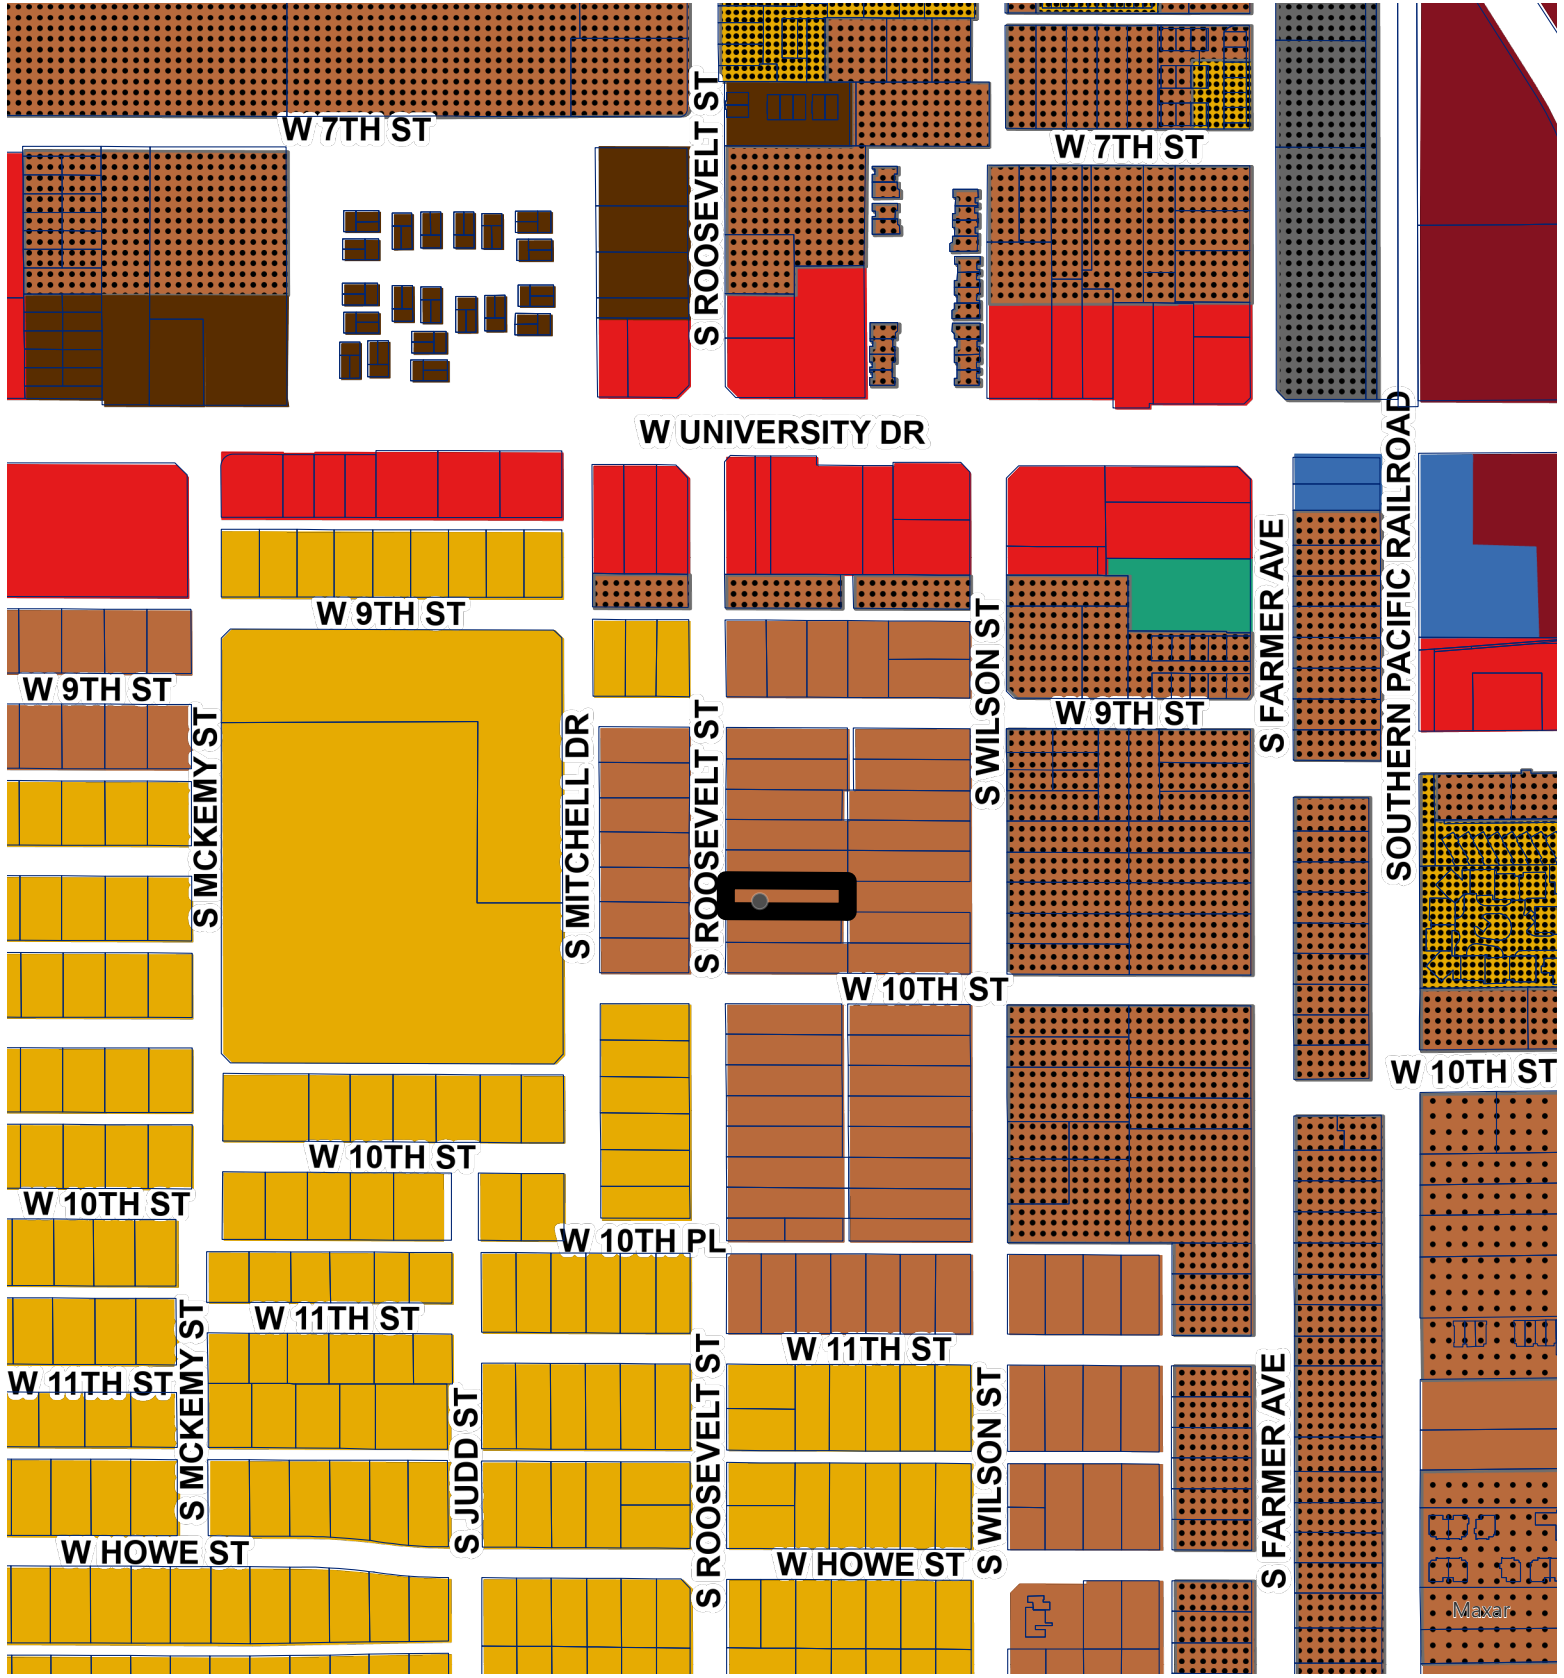 W 7TH ST
S ROOSEVELT ST
W 7TH ST
W UNIVERSITY DR
SOUTHERN PACIFIC RAILROAD
S FARMER AVE
W 9TH ST
S WILSON ST
W 9TH ST
W 9TH ST
S MCKEMY ST
S MITCHELL DR
S ROOSEVELT ST
W 10TH ST
W 10TH ST
W 10TH ST
W 10TH ST
W 10TH PL
W 11TH ST
W 11TH ST
W 11TH ST
S MCKEMY ST
S JUDD ST
S ROOSEVELT ST
S WILSON ST
S FARMER AVE
W HOWE ST
W HOWE ST
Maxar